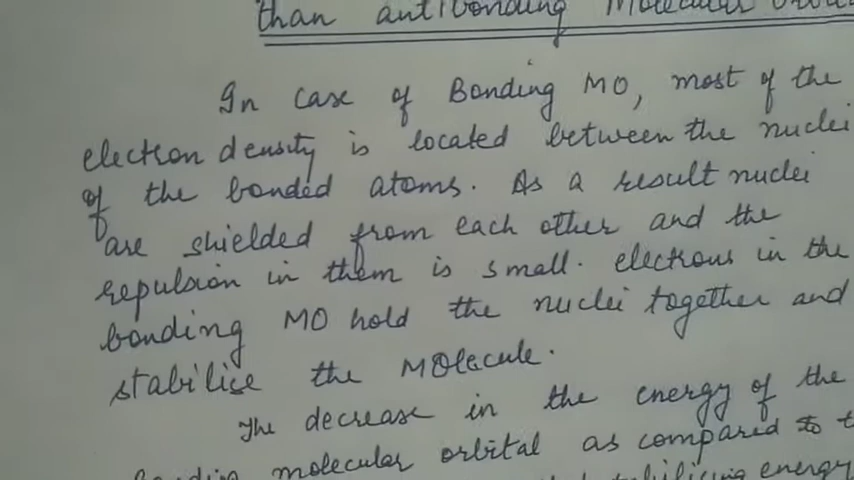 than antibonding Molecular
In case of Bonding MO, most of the
electron density is located between the nuclei
of the bonded atoms. As a result nuclei
are shielded from each other and the
repulsion in them is small. electrons in the
bonding MO hold the nuclei together and
stabilise the Molecule.
The decrease in the energy of the
molecular orbital as compared to
energy